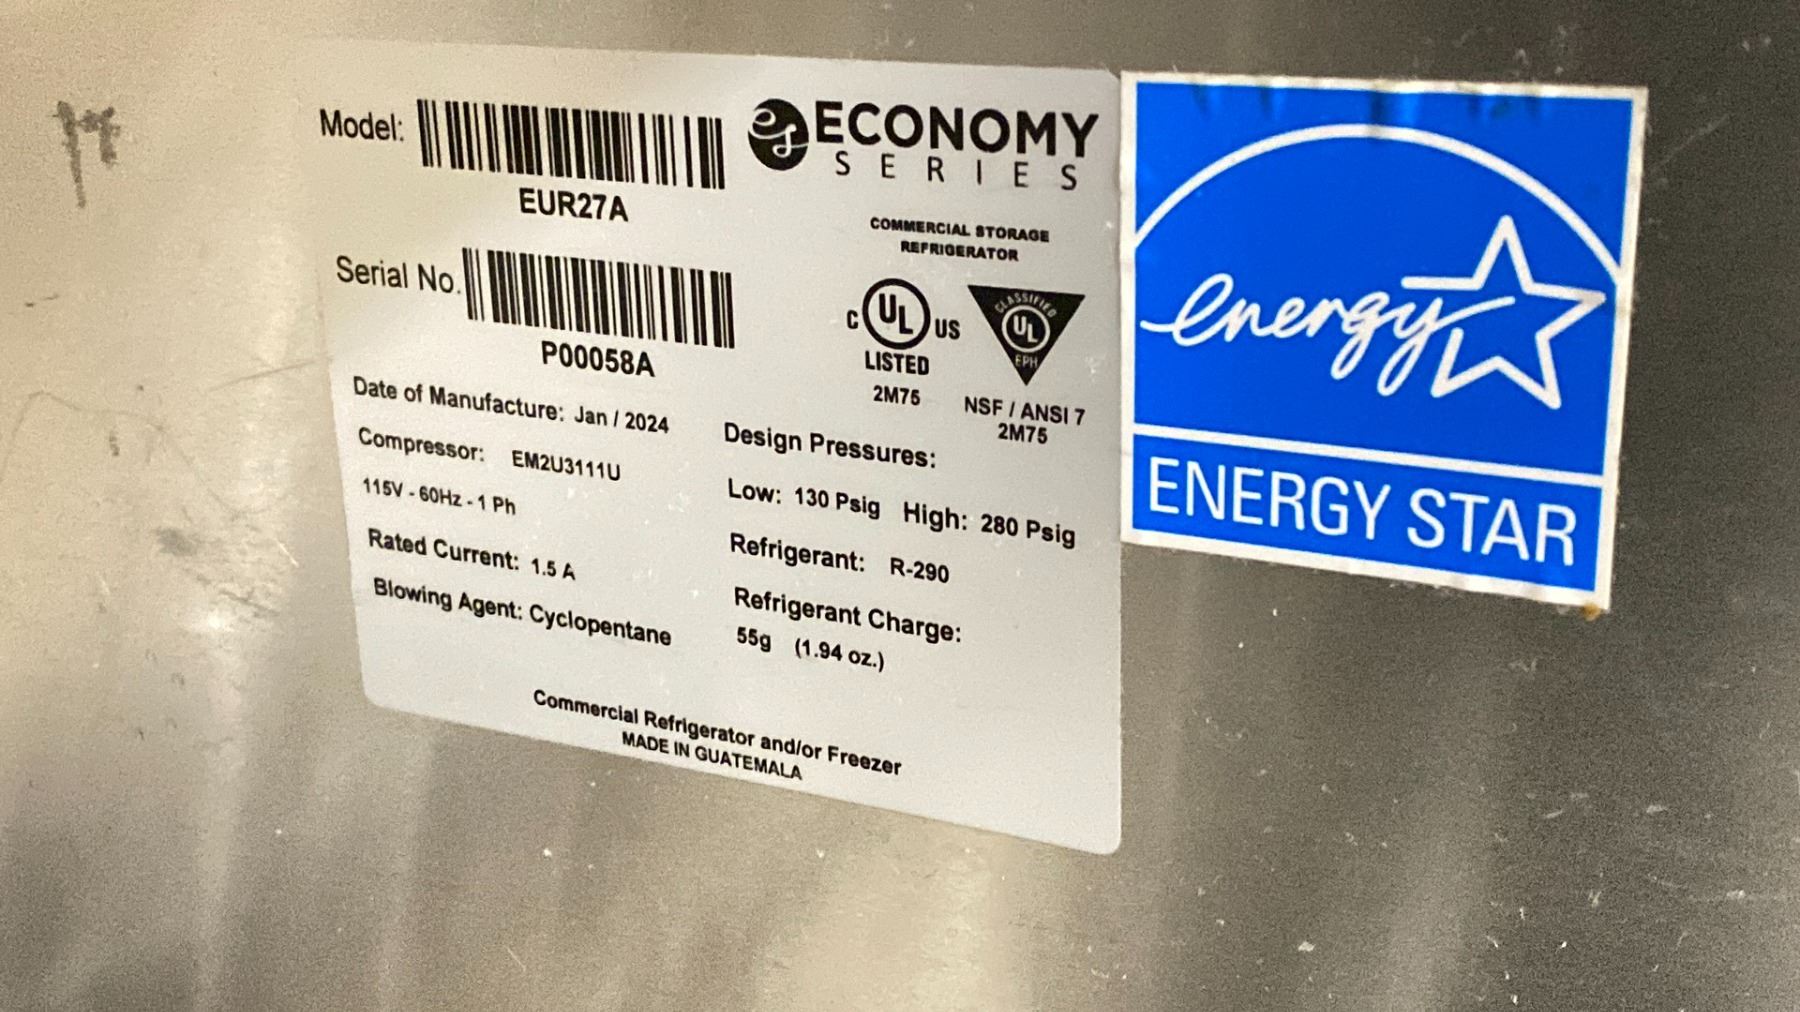 Model:
EUR27A
es ECONOMY
SERIES
COMMERCIAL STORAGE
REFRIGERATOR
Serial No.
P00058A
C UL US
LISTED
2M75
CLASSIFIED
UL
EPH
NSF / ANSI 7
2M75
Date of Manufacture: Jan / 2024
Compressor: EM2U3111U
115V - 60Hz - 1 Ph
Rated Current: 1.5 A
Blowing Agent: Cyclopentane
Design Pressures:
Low: 130 Psig High: 280 Psig
Refrigerant: R-290
Refrigerant Charge:
55g (1.94 oz.)
Commercial Refrigerator and/or Freezer
MADE IN GUATEMALA
energy
ENERGY STAR